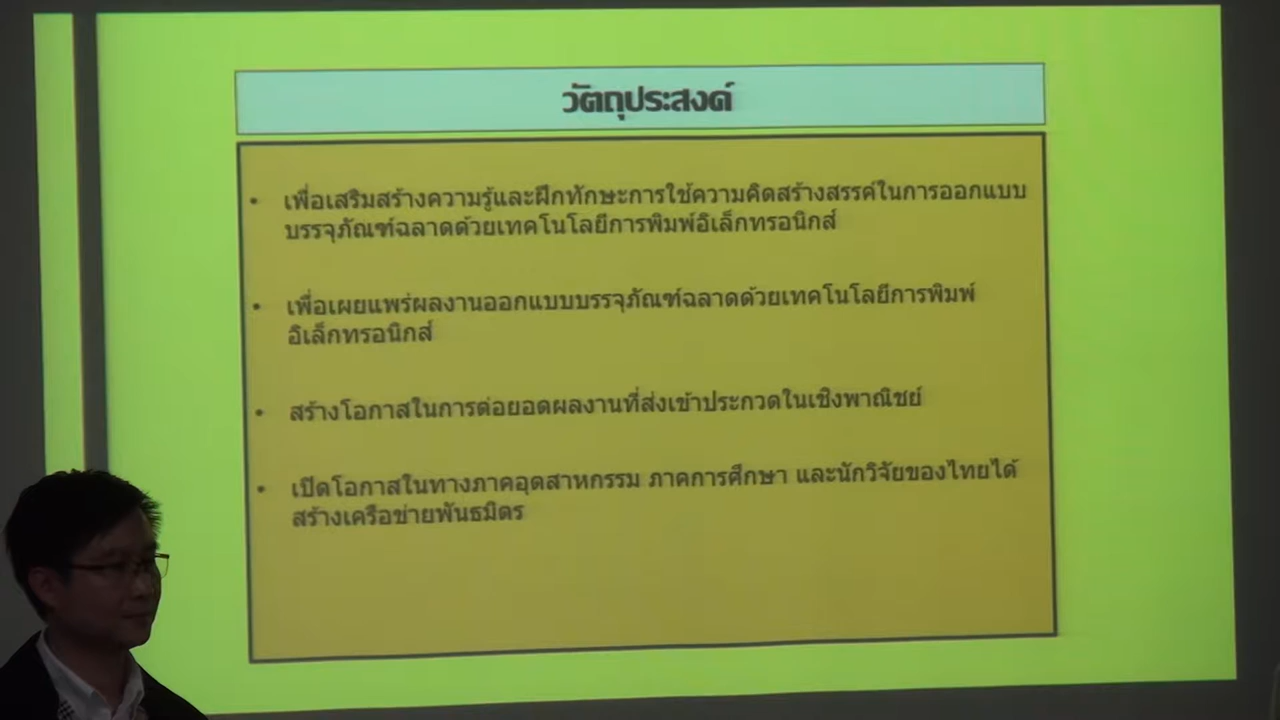 วัตถุประสงค์
• เพื่อเสริมสร้างความรู้และฝึกทักษะการใช้ความคิดสร้างสรรค์ในการออกแบบ
บรรจุภัณฑ์ฉลาดด้วยเทคโนโลยีการพิมพ์อิเล็กทรอนิกส์
• เพื่อเผยแพร่ผลงานออกแบบบรรจุภัณฑ์ฉลาดด้วยเทคโนโลยีการพิมพ์
อิเล็กทรอนิกส์
• สร้างโอกาสในการต่อยอดผลงานที่ส่งเข้าประกวดในเชิงพาณิชย์
• เปิดโอกาสในทางภาคอุตสาหกรรม ภาคการศึกษา และนักวิจัยของไทยได้
สร้างเครือข่ายพันธมิตร